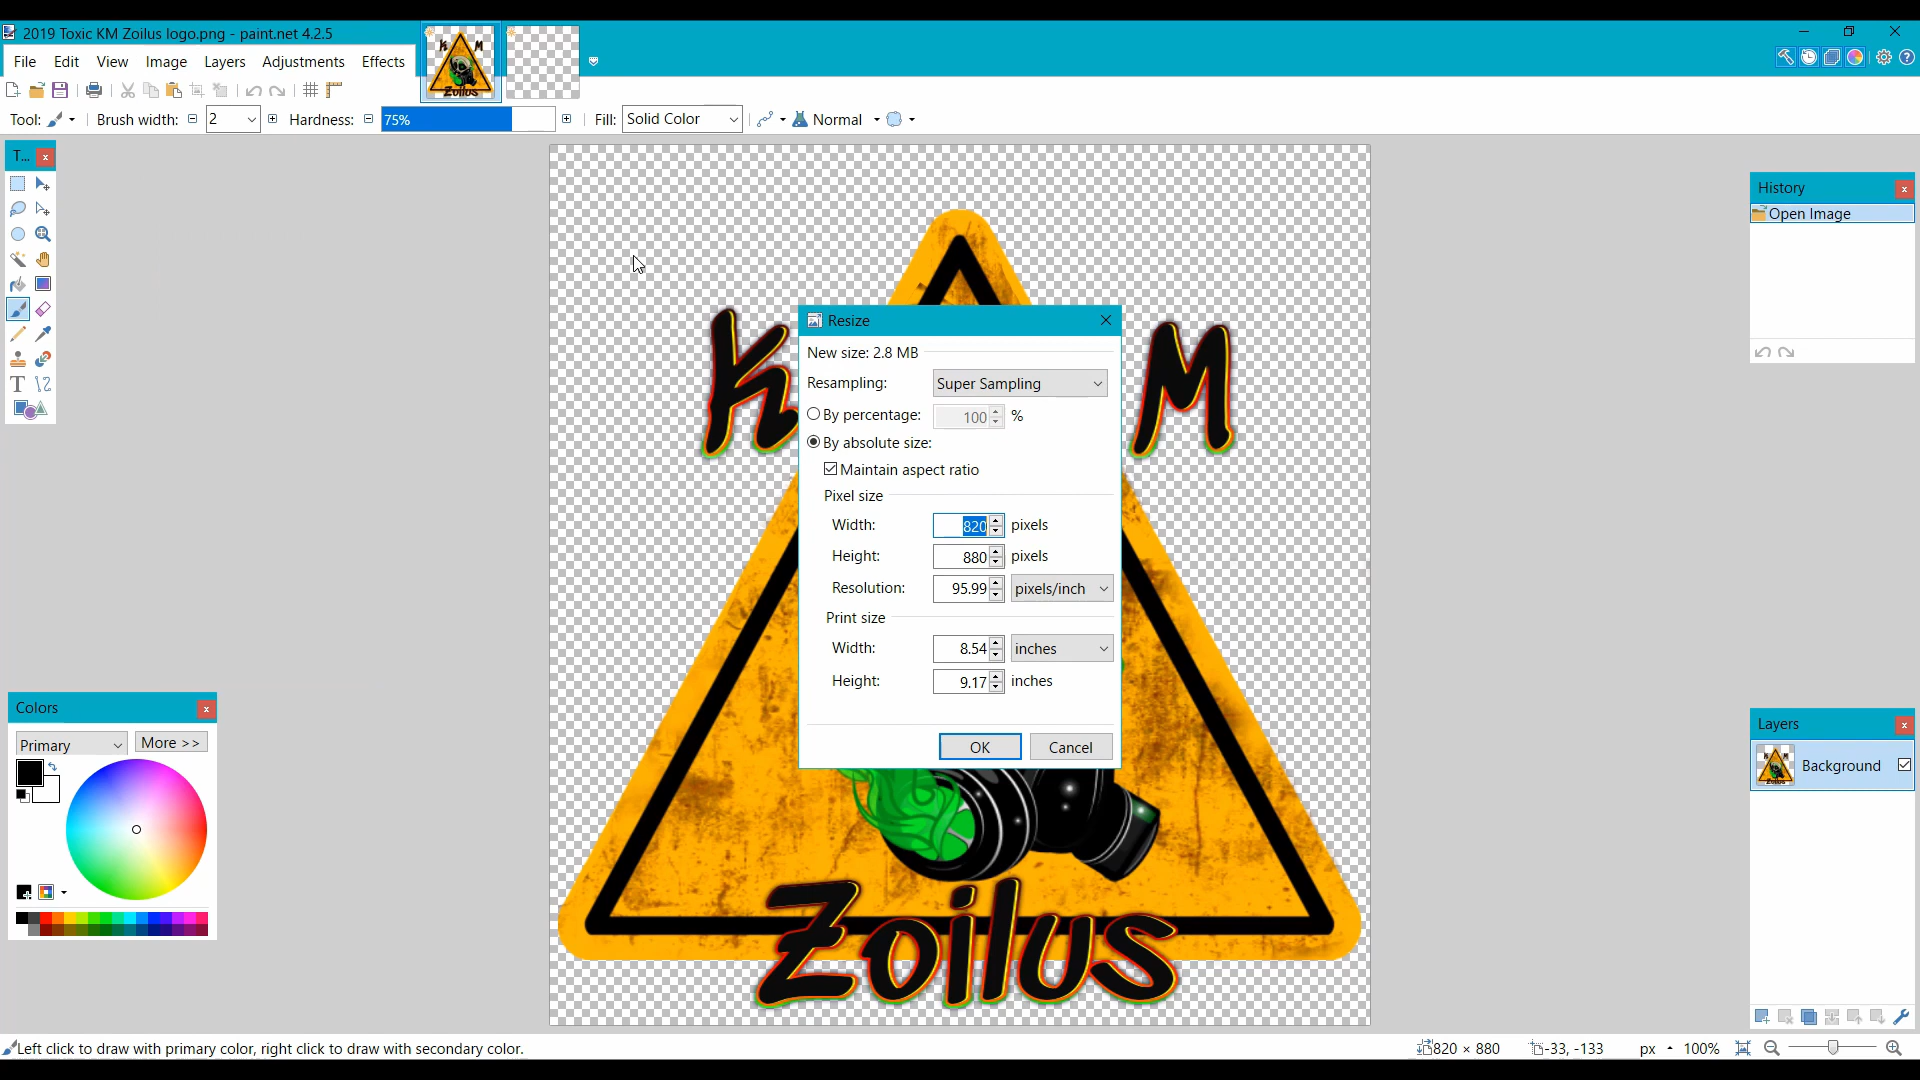 2019 Toxic KM Zoilus logo.png - paint.net 4.2.5
File Edit View Image Layers Adjustments Effects
Tool: Brush width: 2 Hardness: 75% Fill: Solid Color Normal
T...
History
Open Image
K M
Resize
New size: 2.8 MB
Resampling: Super Sampling
By percentage: 100 %
By absolute size:
Maintain aspect ratio
Pixel size
Width: 820 pixels
Height: 880 pixels
Resolution: 95.99 pixels/inch
Print size
Width: 8.54 inches
Height: 9.17 inches
OK Cancel
Zoilus
Colors
Primary More >>
Layers
Background
Left click to draw with primary color, right click to draw with secondary color.
820 × 880 -33, -133 px 100%